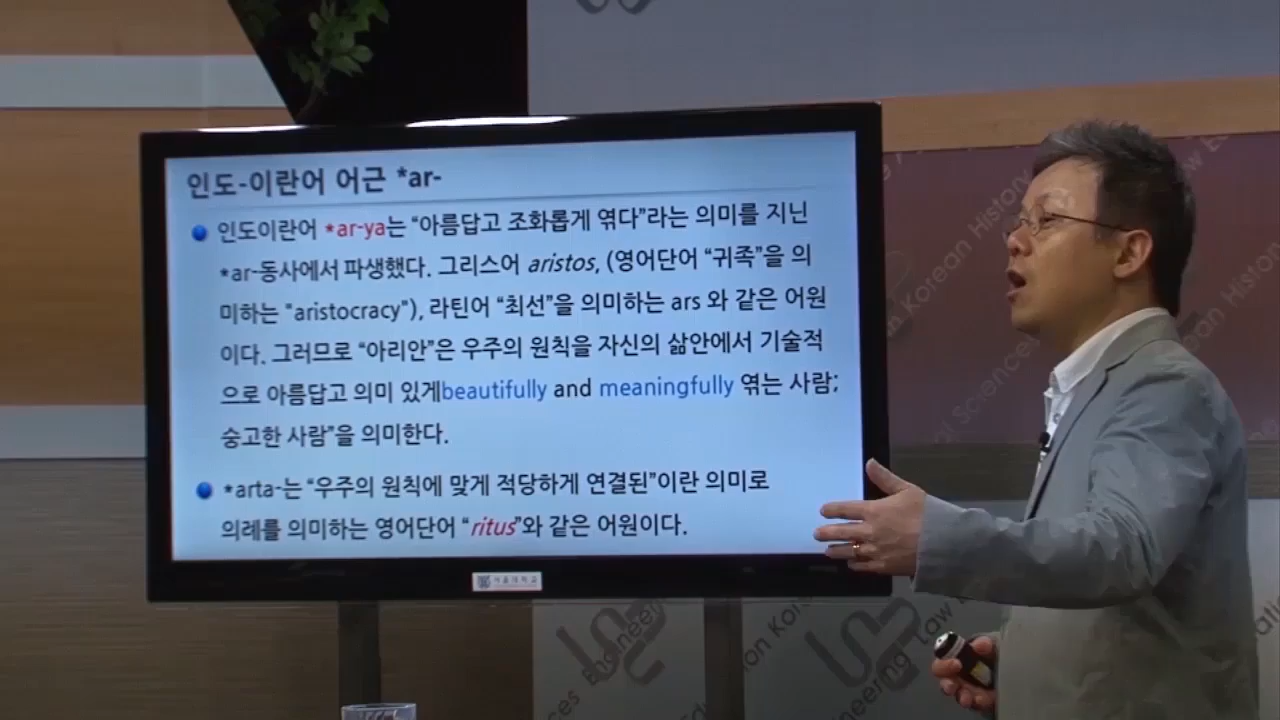 인도-이란어 어근 *ar-
인도이란어 *ar-ya는 “아름답고 조화롭게 엮다”라는 의미를 지닌
*ar-동사에서 파생했다. 그리스어 aristos, (영어단어 “귀족”을 의
미하는 "aristocracy"), 라틴어 “최선”을 의미하는 ars 와 같은 어원
이다. 그러므로 “아리안”은 우주의 원칙을 자신의 삶안에서 기술적
으로 아름답고 의미 있게beautifully and meaningfully 엮는 사람;
숭고한 사람”을 의미한다.
*arta-는 “우주의 원칙에 맞게 적당하게 연결된”이란 의미로
의례를 의미하는 영어단어 “ritus”와 같은 어원이다.
서울대학교
Korean History
Law
Engineering